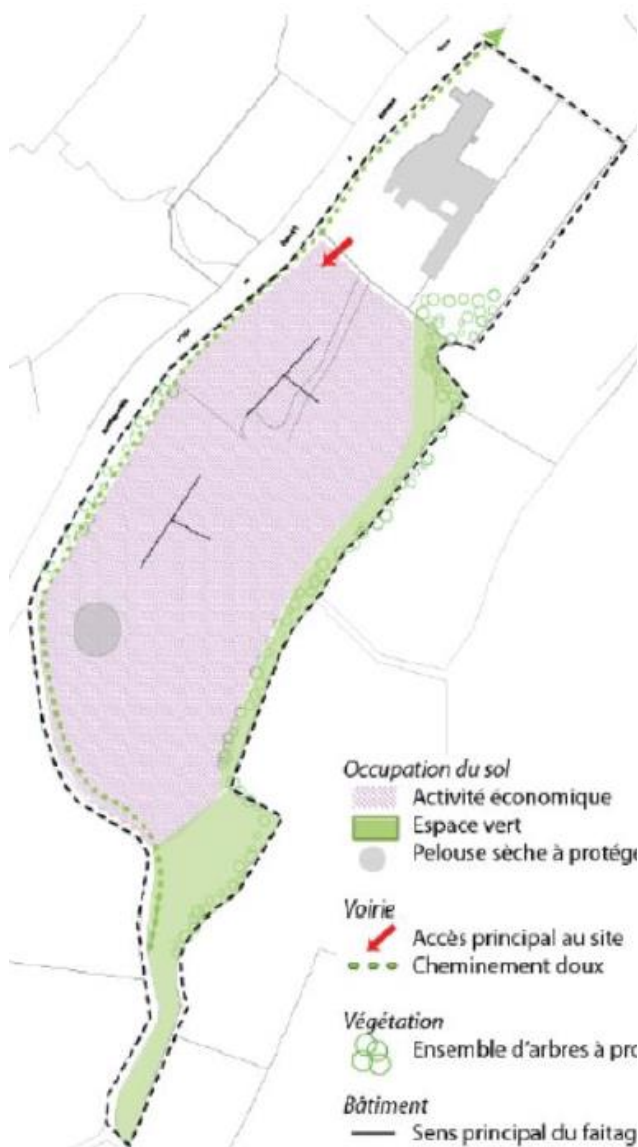 Occupation du sol
Activité économique
Espace vert
Pelouse sèche à protége
Voirie
Accès principal au site
Cheminement doux
Végétation
Ensemble d'arbres à pro
Bâtiment
Sens principal du faitag